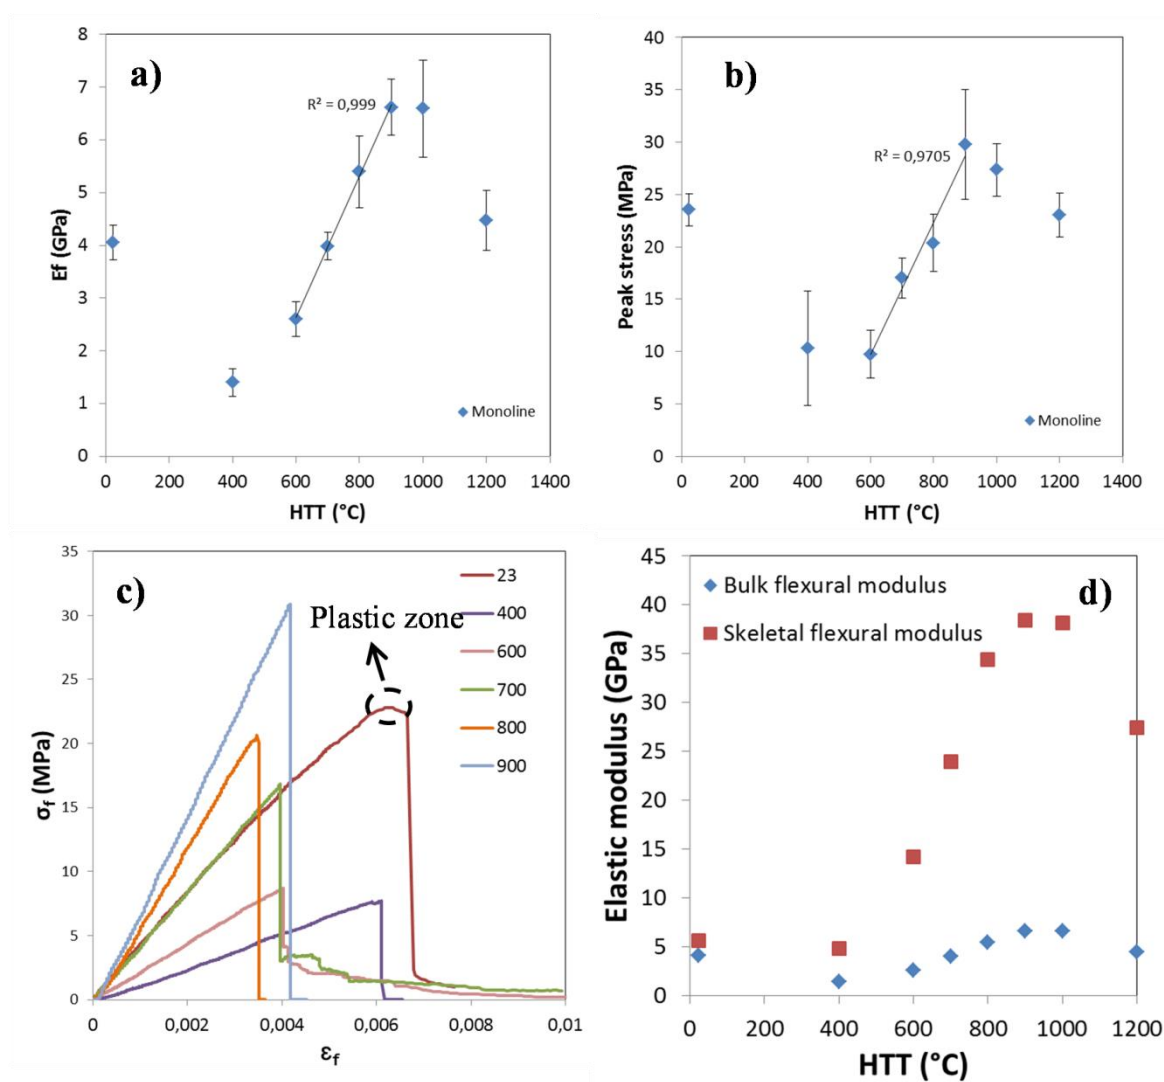 a)
8
7
6
5
4
3
2
1
0
Ef (GPa)
R² = 0,999
Monoline
0 200 400 600 800 1000 1200 1400
HTT (°C)
b)
40
35
30
25
20
15
10
5
0
Peak stress (MPa)
R² = 0,9705
Monoline
0 200 400 600 800 1000 1200 1400
HTT (°C)
c)
35
30
25
20
15
10
5
0
σf (MPa)
Plastic zone
23
400
600
700
800
900
0 0,002 0,004 0,006 0,008 0,01
εf
d)
45
40
35
30
25
20
15
10
5
0
Elastic modulus (GPa)
Bulk flexural modulus
Skeletal flexural modulus
0 200 400 600 800 1000 1200
HTT (°C)